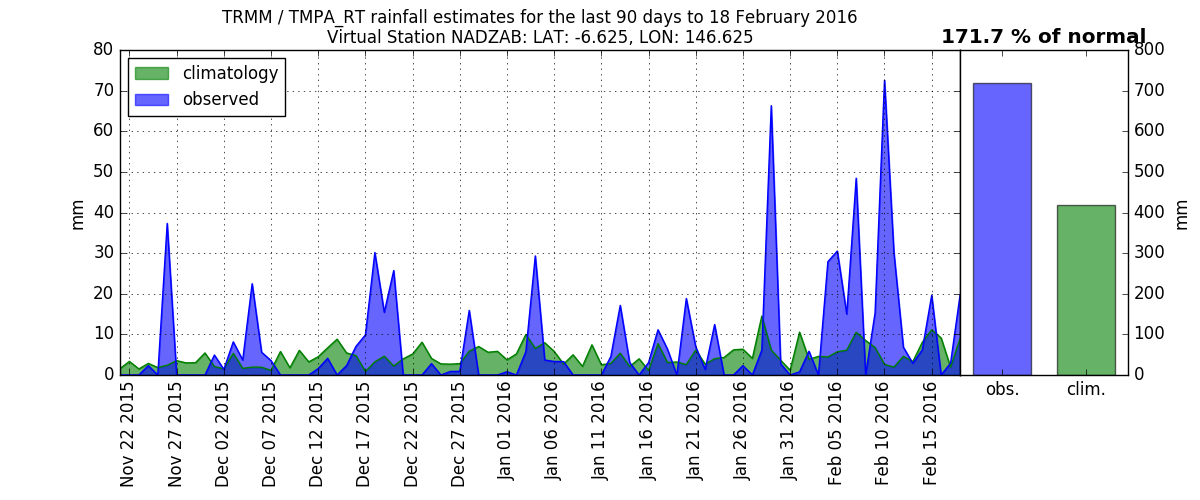 TRMM / TMPA_RT rainfall estimates for the last 90 days to 18 February 2016
Virtual Station NADZAB: LAT: -6.625, LON: 146.625
171.7 % of normal
climatology
observed
mm
80
70
60
50
40
30
20
10
0
Nov 22 2015
Nov 27 2015
Dec 02 2015
Dec 07 2015
Dec 12 2015
Dec 17 2015
Dec 22 2015
Dec 27 2015
Jan 01 2016
Jan 06 2016
Jan 11 2016
Jan 16 2016
Jan 21 2016
Jan 26 2016
Jan 31 2016
Feb 05 2016
Feb 10 2016
Feb 15 2016
800
700
600
500
400
300
200
100
0
mm
obs.
clim.